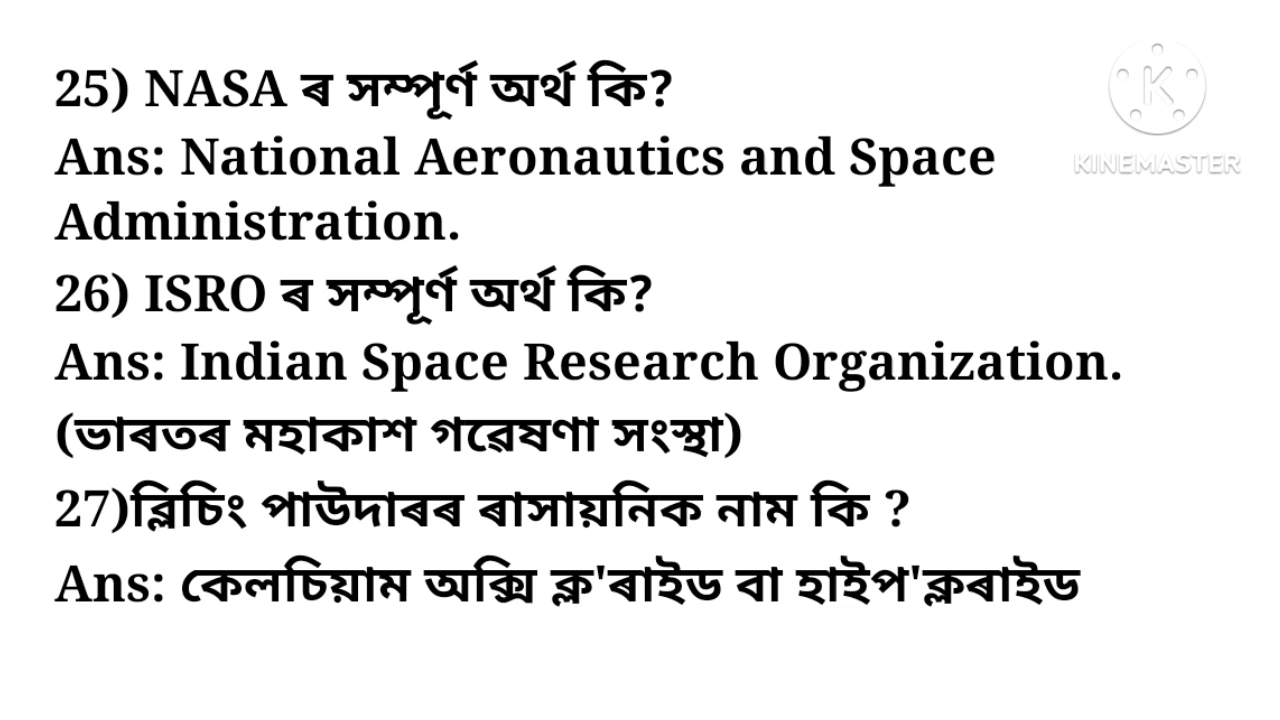 25) NASA ৰ সম্পূৰ্ণ অৰ্থ কি?
Ans: National Aeronautics and Space
Administration.
26) ISRO ৰ সম্পূৰ্ণ অৰ্থ কি?
Ans: Indian Space Research Organization.
(ভাৰতৰ মহাকাশ গৱেষণা সংস্থা)
27)ব্লিচিং পাউদাৰৰ ৰাসায়নিক নাম কি ?
Ans: কেলচিয়াম অক্সি ক্ল'ৰাইড বা হাইপ'ক্লৰাইড
KINEMASTER